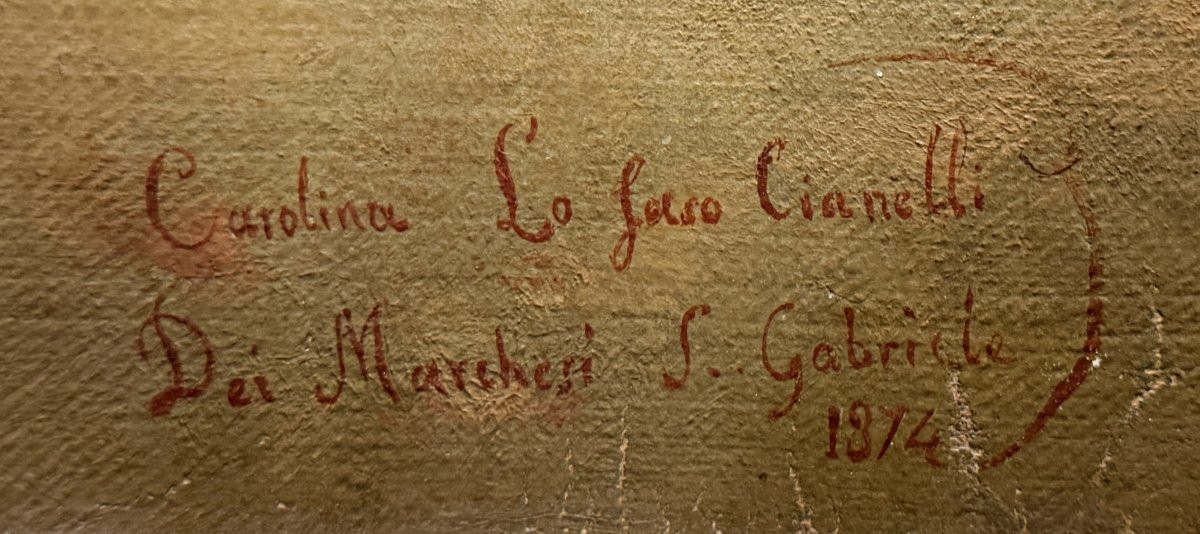 Carolina Lo faso Cianelli
Dei Marchesi S.. Gabriele
1874